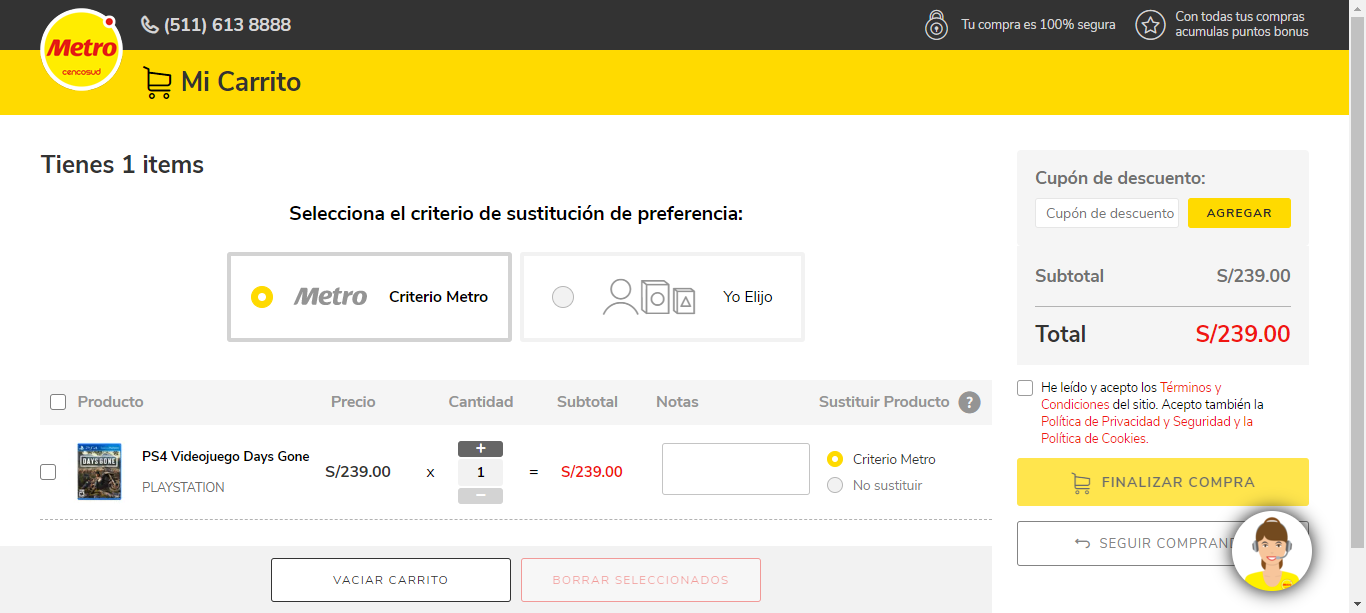 Metro
cencosud
(511) 613 8888
Tu compra es 100% segura
Con todas tus compras
acumulas puntos bonus
Mi Carrito
Tienes 1 items
Selecciona el criterio de sustitución de preferencia:
Metro Criterio Metro
Yo Elijo
Producto Precio Cantidad Subtotal Notas Sustituir Producto ?
DAYS GONE
PS4 Videojuego Days Gone
PLAYSTATION
S/239.00 x + 1 − = S/239.00
Criterio Metro
No sustituir
VACIAR CARRITO
BORRAR SELECCIONADOS
Cupón de descuento:
Cupón de descuento AGREGAR
Subtotal S/239.00
Total S/239.00
He leído y acepto los Términos y
Condiciones del sitio. Acepto también la
Política de Privacidad y Seguridad y la
Política de Cookies.
FINALIZAR COMPRA
SEGUIR COMPRAND